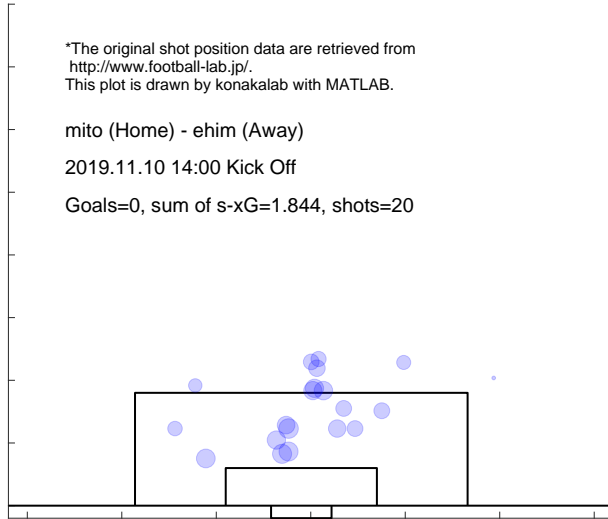 *The original shot position data are retrieved from
http://www.football-lab.jp/.
This plot is drawn by konakalab with MATLAB.
mito (Home) - ehim (Away)
2019.11.10 14:00 Kick Off
Goals=0, sum of s-xG=1.844, shots=20